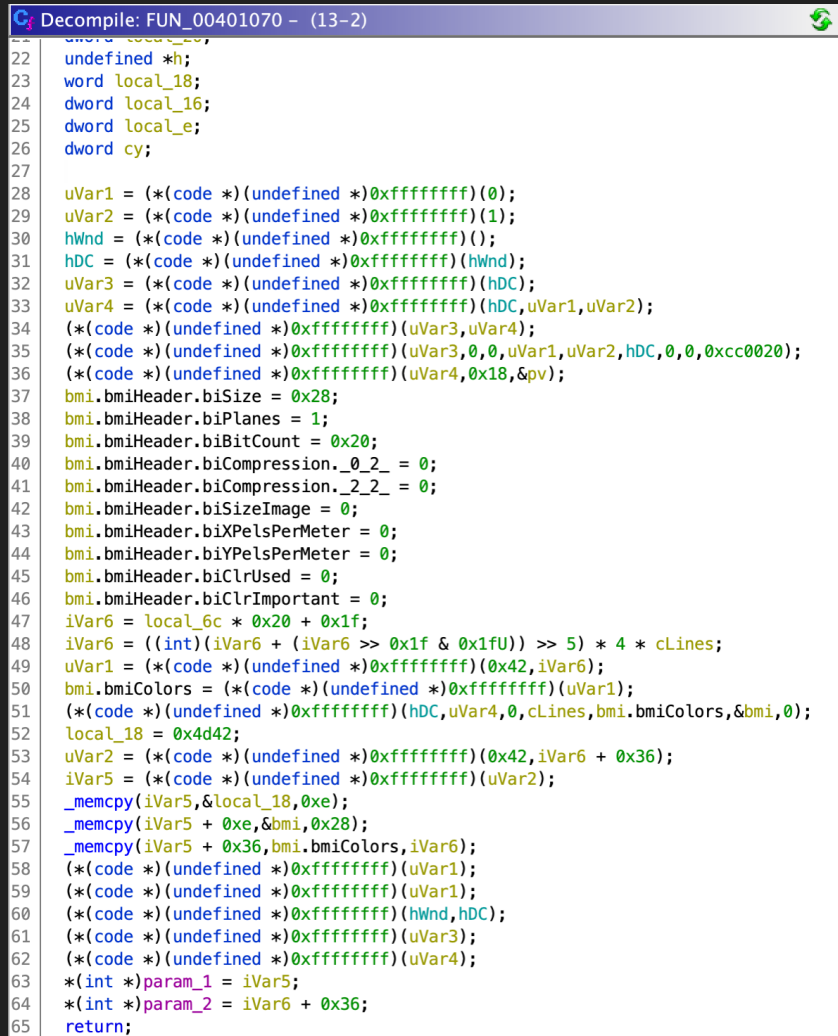 Decompile: FUN_00401070 - (13-2)
22 undefined *h;
23 word local_18;
24 dword local_16;
25 dword local_e;
26 dword cy;
27
28 uVar1 = (*(code *)(undefined *)0xffffffff)(0);
29 uVar2 = (*(code *)(undefined *)0xffffffff)(1);
30 hWnd = (*(code *)(undefined *)0xffffffff)();
31 hDC = (*(code *)(undefined *)0xffffffff)(hWnd);
32 uVar3 = (*(code *)(undefined *)0xffffffff)(hDC);
33 uVar4 = (*(code *)(undefined *)0xffffffff)(hDC,uVar1,uVar2);
34 (*(code *)(undefined *)0xffffffff)(uVar3,uVar4);
35 (*(code *)(undefined *)0xffffffff)(uVar3,0,0,uVar1,uVar2,hDC,0,0,0xcc0020);
36 (*(code *)(undefined *)0xffffffff)(uVar4,0x18,&pv);
37 bmi.bmiHeader.biSize = 0x28;
38 bmi.bmiHeader.biPlanes = 1;
39 bmi.bmiHeader.biBitCount = 0x20;
40 bmi.bmiHeader.biCompression._0_2_ = 0;
41 bmi.bmiHeader.biCompression._2_2_ = 0;
42 bmi.bmiHeader.biSizeImage = 0;
43 bmi.bmiHeader.biXPelsPerMeter = 0;
44 bmi.bmiHeader.biYPelsPerMeter = 0;
45 bmi.bmiHeader.biClrUsed = 0;
46 bmi.bmiHeader.biClrImportant = 0;
47 iVar6 = local_6c * 0x20 + 0x1f;
48 iVar6 = ((int)(iVar6 + (iVar6 >> 0x1f & 0x1fU)) >> 5) * 4 * cLines;
49 uVar1 = (*(code *)(undefined *)0xffffffff)(0x42,iVar6);
50 bmi.bmiColors = (*(code *)(undefined *)0xffffffff)(uVar1);
51 (*(code *)(undefined *)0xffffffff)(hDC,uVar4,0,cLines,bmi.bmiColors,&bmi,0);
52 local_18 = 0x4d42;
53 uVar2 = (*(code *)(undefined *)0xffffffff)(0x42,iVar6 + 0x36);
54 iVar5 = (*(code *)(undefined *)0xffffffff)(uVar2);
55 _memcpy(iVar5,&local_18,0xe);
56 _memcpy(iVar5 + 0xe,&bmi,0x28);
57 _memcpy(iVar5 + 0x36,bmi.bmiColors,iVar6);
58 (*(code *)(undefined *)0xffffffff)(uVar1);
59 (*(code *)(undefined *)0xffffffff)(uVar1);
60 (*(code *)(undefined *)0xffffffff)(hWnd,hDC);
61 (*(code *)(undefined *)0xffffffff)(uVar3);
62 (*(code *)(undefined *)0xffffffff)(uVar4);
63 *(int *)param_1 = iVar5;
64 *(int *)param_2 = iVar6 + 0x36;
65 return;